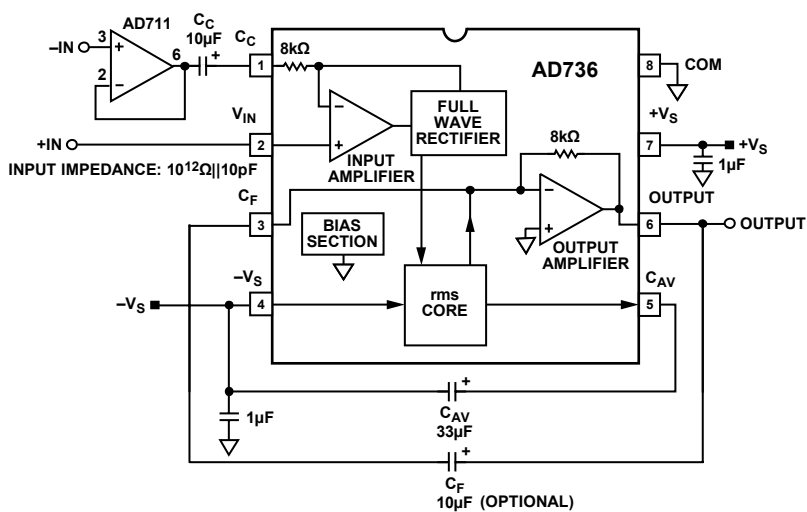 AD711
–IN
3
+
2
–
6
C_C
10µF
+
C_C
1
8kΩ
AD736
8
COM
V_IN
–
+
FULL
WAVE
RECTIFIER
+V_S
+IN
2
INPUT
AMPLIFIER
8kΩ
7
+V_S
1µF
INPUT IMPEDANCE: 10¹²Ω||10pF
C_F
3
–
+
OUTPUT
6
OUTPUT
BIAS
SECTION
OUTPUT
AMPLIFIER
–V_S
–V_S
4
rms
CORE
C_AV
5
1µF
+
C_AV
33µF
+
C_F
10µF (OPTIONAL)